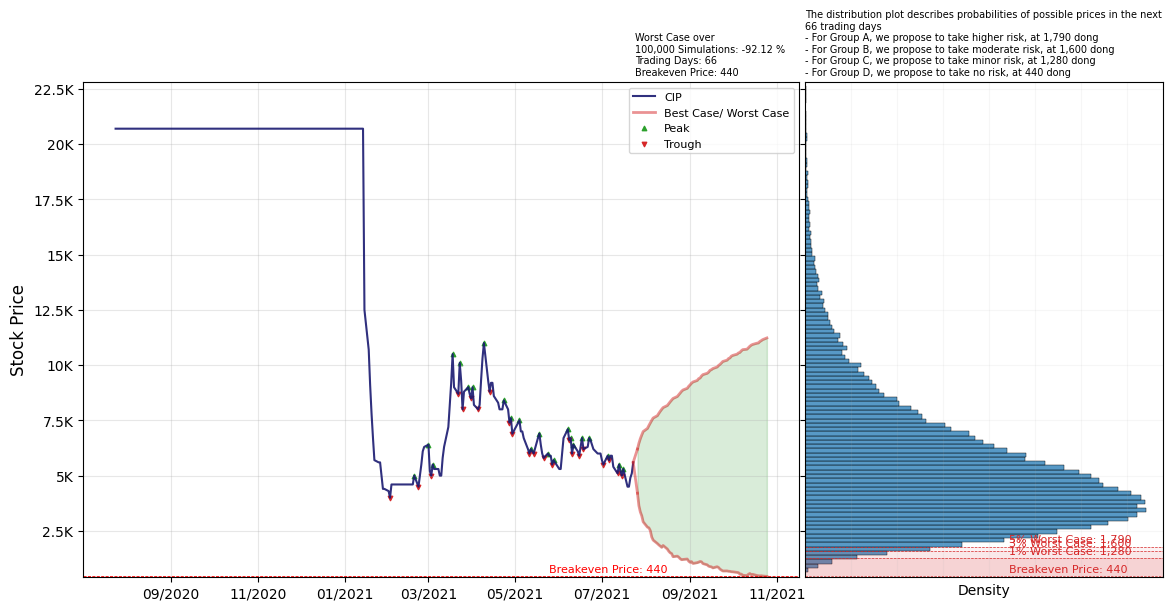 The distribution plot describes probabilities of possible prices in the next
66 trading days
- For Group A, we propose to take higher risk, at 1,790 dong
- For Group B, we propose to take moderate risk, at 1,600 dong
- For Group C, we propose to take minor risk, at 1,280 dong
- For Group D, we propose to take no risk, at 440 dong
Worst Case over
100,000 Simulations: -92.12 %
Trading Days: 66
Breakeven Price: 440
CIP
Best Case/ Worst Case
Peak
Trough
Stock Price
22.5K
20K
17.5K
15K
12.5K
10K
7.5K
5K
2.5K
Breakeven Price: 440
09/2020
11/2020
01/2021
03/2021
05/2021
07/2021
09/2021
11/2021
Worst Case: 1,790
Worst Case: 1,600
1% Worst Case: 1,280
Breakeven Price: 440
Density